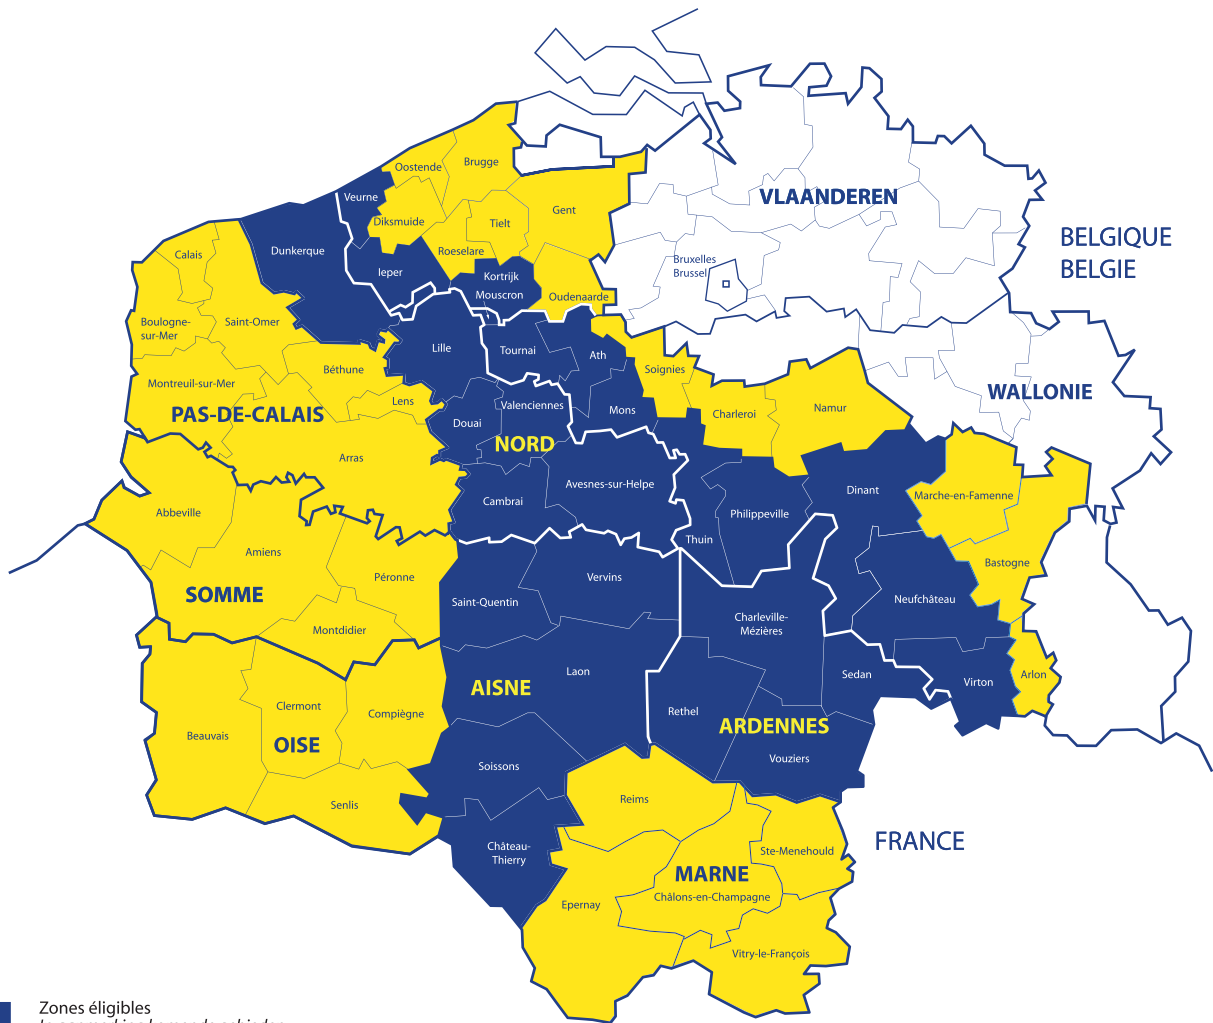 Brugge
Oostende
Veurne
VLAANDEREN
Gent
Diksmuide
Tielt
BELGIQUE
BELGIE
Dunkerque
Calais
Roeselare
Ieper
Bruxelles
Brussel
Kortrijk
Mouscron
Oudenaarde
Boulogne-
sur-Mer
Saint-Omer
Lille
Tournai
Ath
Soignies
Béthune
Montreuil-sur-Mer
WALLONIE
Lens
Valenciennes
Mons
Charleroi
Namur
PAS-DE-CALAIS
Douai
NORD
Arras
Avesnes-sur-Helpe
Cambrai
Dinant
Marche-en-Famenne
Abbeville
Philippeville
Thuin
Amiens
Bastogne
Péronne
Vervins
SOMME
Saint-Quentin
Neufchâteau
Charleville-
Mézières
Montdidier
Laon
Sedan
Arlon
Virton
AISNE
Clermont
Compiègne
Rethel
ARDENNES
Beauvais
OISE
Vouziers
Soissons
Reims
Senlis
FRANCE
Château-
Thierry
Ste-Menehould
MARNE
Châlons-en-Champagne
Epernay
Vitry-le-François
Zones éligibles